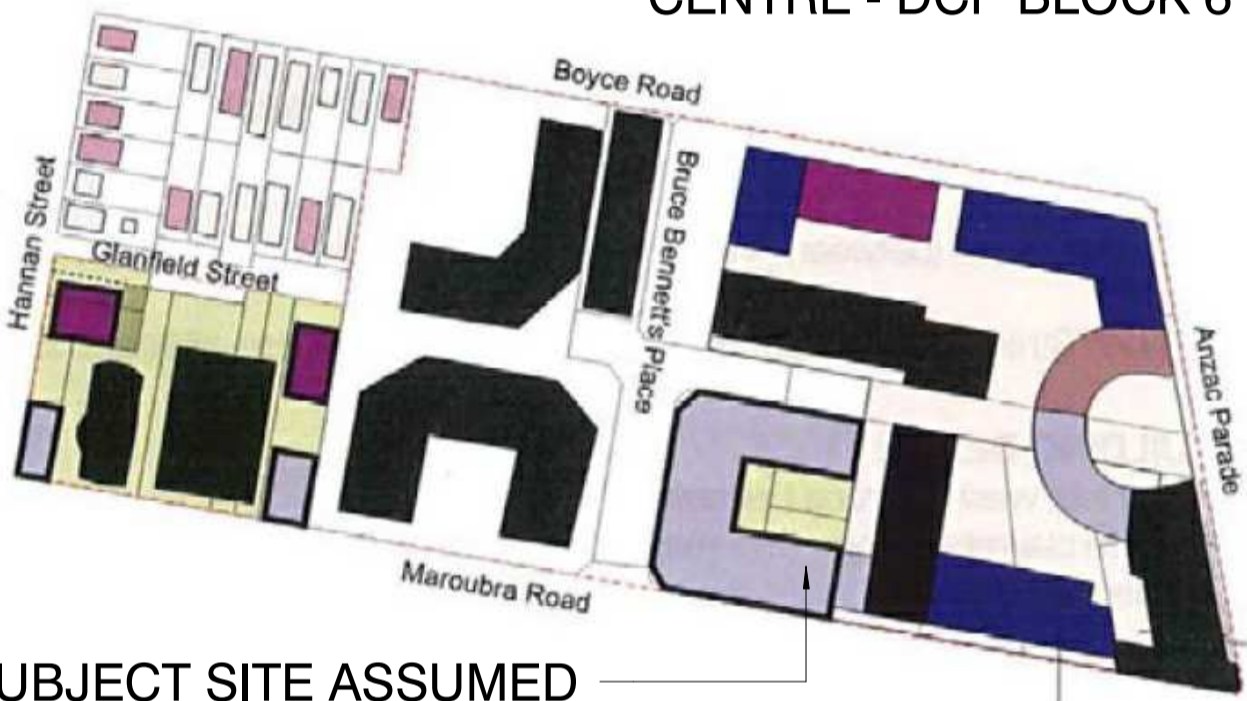 CENTRE - DCP BLOCK 6
Boyce Road
Bruce Bennett's Place
Hannan Street
Glanfield Street
Anzac Parade
Maroubra Road
UBJECT SITE ASSUMED